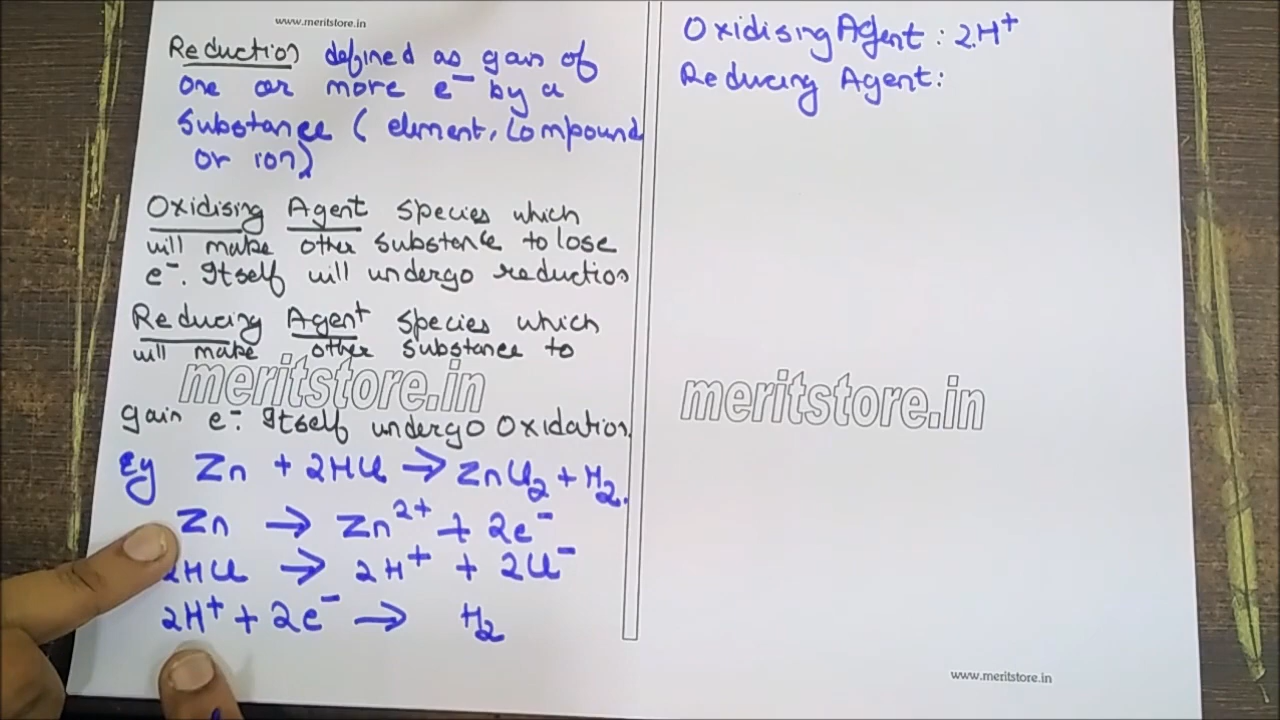 www.meritstore.in
Reduction defined as gain of
one or more e⁻ by a
Substance ( element, Compound
or ion)
Oxidising Agent Species which
will make other substance to lose
e⁻. Itself will undergo reduction
Reducing Agent Species which
will make other substance to
meritstore.in
gain e⁻. Itself undergo Oxidation.
Eg Zn + 2HCl → ZnCl₂ + H₂.
Zn → Zn²⁺ + 2e⁻
2HCl → 2H⁺ + 2Cl⁻
2H⁺ + 2e⁻ → H₂
Oxidising Agent : 2H⁺
Reducing Agent:
meritstore.in
www.meritstore.in